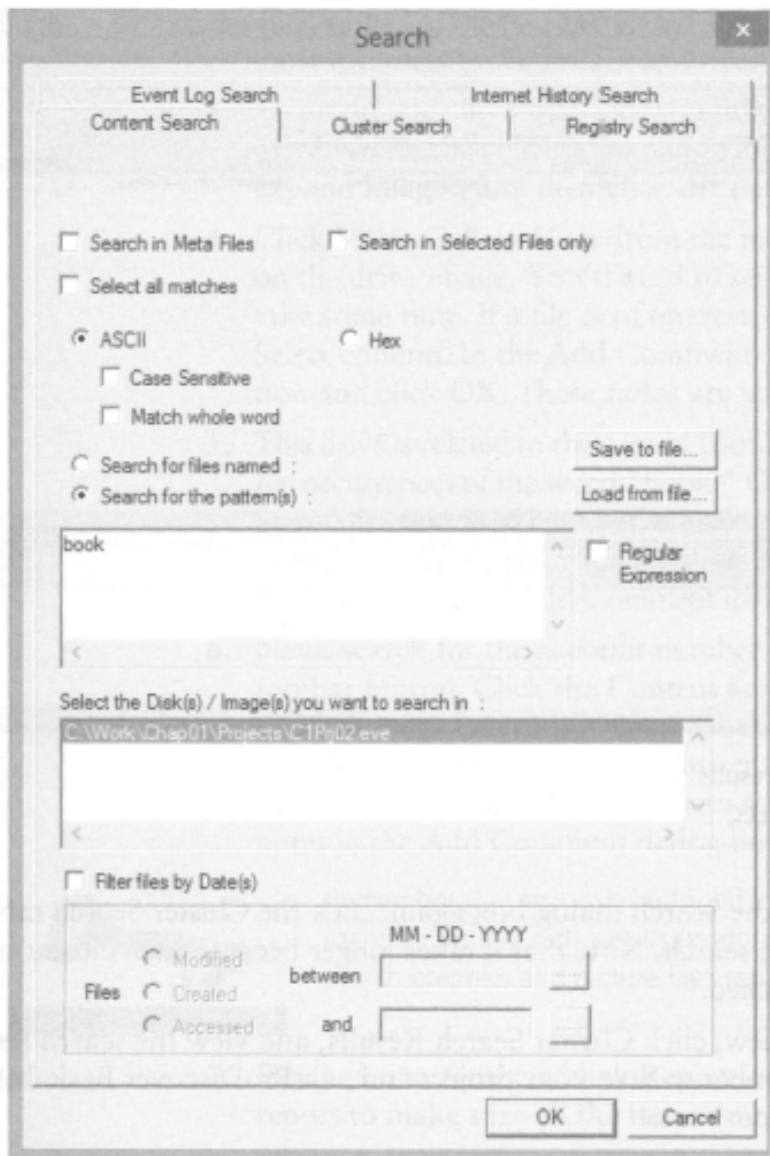 Search
Event Log Search
Internet History Search
Content Search
Cluster Search
Registry Search
Search in Meta Files
Search in Selected Files only
Select all matches
ASCII
Hex
Case Sensitive
Match whole word
Search for files named :
Search for the pattern(s) :
Save to file...
Load from file...
book
Regular
Expression
Select the Disk(s) / Image(s) you want to search in :
C:\Work\Chap01\Projects\C1Prj02.eve
Filter files by Date(s)
MM - DD - YYYY
Files
Modified
Created
Accessed
between
and
OK
Cancel